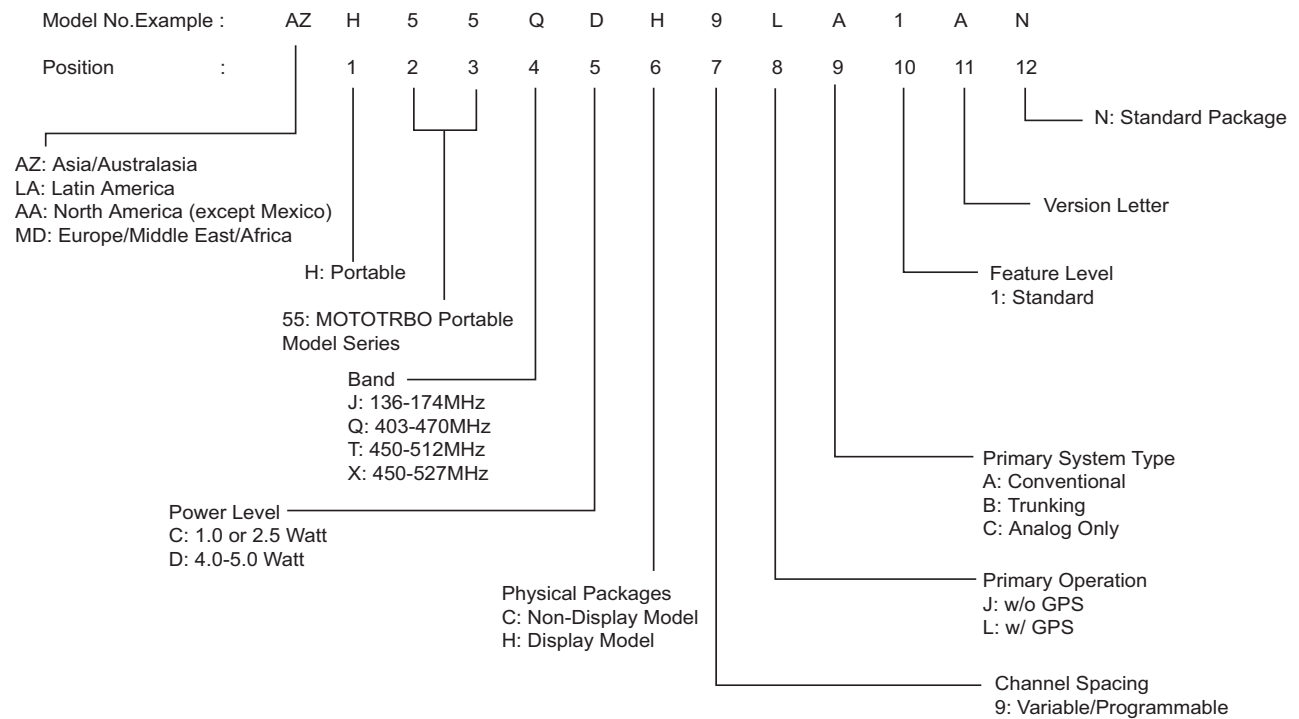 Model No.Example : AZ H 5 5 Q D H 9 L A 1 A N
Position : 1 2 3 4 5 6 7 8 9 10 11 12
N: Standard Package
AZ: Asia/Australasia
LA: Latin America
AA: North America (except Mexico)
MD: Europe/Middle East/Africa
Version Letter
H: Portable
Feature Level
1: Standard
55: MOTOTRBO Portable
Model Series
Band
J: 136-174MHz
Q: 403-470MHz
T: 450-512MHz
X: 450-527MHz
Primary System Type
A: Conventional
B: Trunking
C: Analog Only
Power Level
C: 1.0 or 2.5 Watt
D: 4.0-5.0 Watt
Primary Operation
J: w/o GPS
L: w/ GPS
Physical Packages
C: Non-Display Model
H: Display Model
Channel Spacing
9: Variable/Programmable